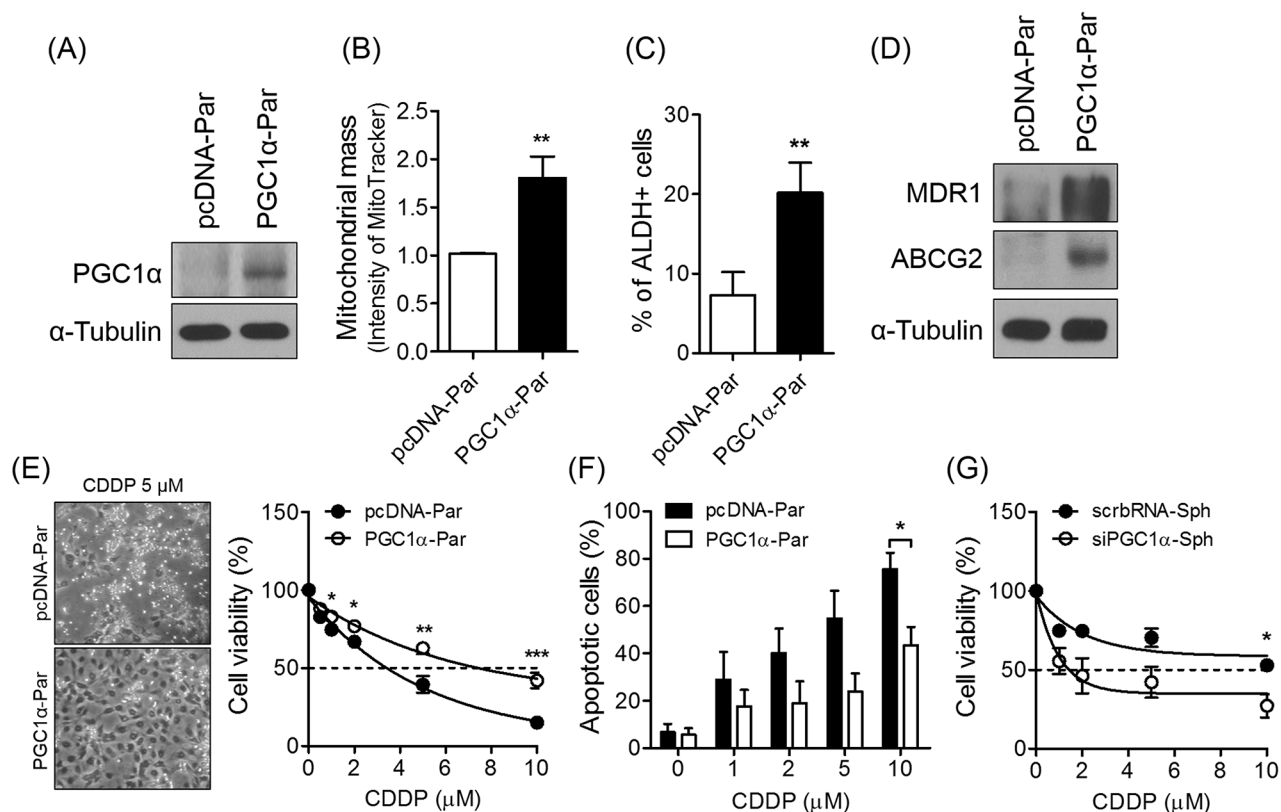 (A)
pcDNA-Par
PGC1α-Par
PGC1α
α-Tubulin
(B)
Mitochondrial mass
(Intensity of MitoTracker)
2.5
2.0
1.5
1.0
0.5
0.0
**
pcDNA-Par
PGC1α-Par
(C)
% of ALDH+ cells
30
20
10
0
**
pcDNA-Par
PGC1α-Par
(D)
pcDNA-Par
PGC1α-Par
MDR1
ABCG2
α-Tubulin
(E)
CDDP 5 μM
pcDNA-Par
PGC1α-Par
Cell viability (%)
150
100
50
0
pcDNA-Par
PGC1α-Par
* * ** ***
0 2 4 6 8 10
CDDP (μM)
(F)
Apoptotic cells (%)
100
80
60
40
20
0
pcDNA-Par
PGC1α-Par
*
0 1 2 5 10
CDDP (μM)
(G)
Cell viability (%)
150
100
50
0
scrbRNA-Sph
siPGC1α-Sph
*
0 2 4 6 8 10
CDDP (μM)